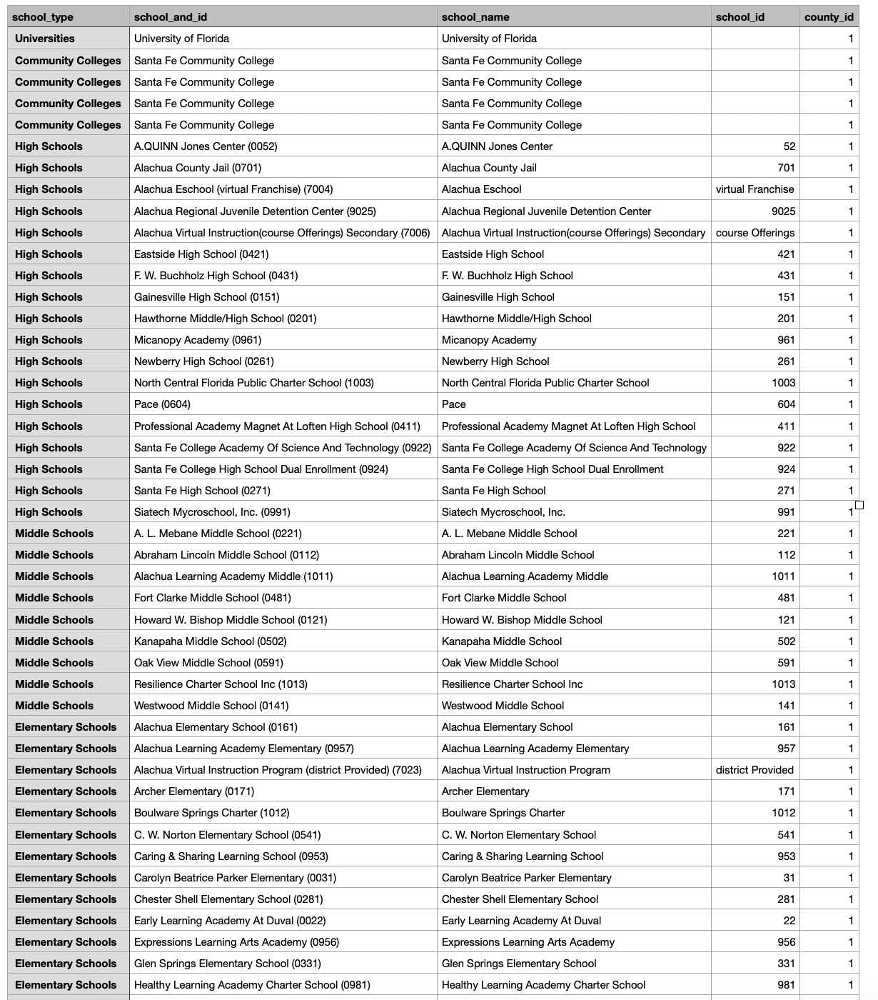 school_type school_and_id school_name school_id county_id
Universities University of Florida University of Florida 1
Community Colleges Santa Fe Community College Santa Fe Community College 1
Community Colleges Santa Fe Community College Santa Fe Community College 1
Community Colleges Santa Fe Community College Santa Fe Community College 1
Community Colleges Santa Fe Community College Santa Fe Community College 1
High Schools A.QUINN Jones Center (0052) A.QUINN Jones Center 52 1
High Schools Alachua County Jail (0701) Alachua County Jail 701 1
High Schools Alachua Eschool (virtual Franchise) (7004) Alachua Eschool virtual Franchise 1
High Schools Alachua Regional Juvenile Detention Center (9025) Alachua Regional Juvenile Detention Center 9025 1
High Schools Alachua Virtual Instruction(course Offerings) Secondary (7006) Alachua Virtual Instruction(course Offerings) Secondary course Offerings 1
High Schools Eastside High School (0421) Eastside High School 421 1
High Schools F. W. Buchholz High School (0431) F. W. Buchholz High School 431 1
High Schools Gainesville High School (0151) Gainesville High School 151 1
High Schools Hawthorne Middle/High School (0201) Hawthorne Middle/High School 201 1
High Schools Micanopy Academy (0961) Micanopy Academy 961 1
High Schools Newberry High School (0261) Newberry High School 261 1
High Schools North Central Florida Public Charter School (1003) North Central Florida Public Charter School 1003 1
High Schools Pace (0604) Pace 604 1
High Schools Professional Academy Magnet At Loften High School (0411) Professional Academy Magnet At Loften High School 411 1
High Schools Santa Fe College Academy Of Science And Technology (0922) Santa Fe College Academy Of Science And Technology 922 1
High Schools Santa Fe College High School Dual Enrollment (0924) Santa Fe College High School Dual Enrollment 924 1
High Schools Santa Fe High School (0271) Santa Fe High School 271 1
High Schools Siatech Mycroschool, Inc. (0991) Siatech Mycroschool, Inc. 991 1
Middle Schools A. L. Mebane Middle School (0221) A. L. Mebane Middle School 221 1
Middle Schools Abraham Lincoln Middle School (0112) Abraham Lincoln Middle School 112 1
Middle Schools Alachua Learning Academy Middle (1011) Alachua Learning Academy Middle 1011 1
Middle Schools Fort Clarke Middle School (0481) Fort Clarke Middle School 481 1
Middle Schools Howard W. Bishop Middle School (0121) Howard W. Bishop Middle School 121 1
Middle Schools Kanapaha Middle School (0502) Kanapaha Middle School 502 1
Middle Schools Oak View Middle School (0591) Oak View Middle School 591 1
Middle Schools Resilience Charter School Inc (1013) Resilience Charter School Inc 1013 1
Middle Schools Westwood Middle School (0141) Westwood Middle School 141 1
Elementary Schools Alachua Elementary School (0161) Alachua Elementary School 161 1
Elementary Schools Alachua Learning Academy Elementary (0957) Alachua Learning Academy Elementary 957 1
Elementary Schools Alachua Virtual Instruction Program (district Provided) (7023) Alachua Virtual Instruction Program district Provided 1
Elementary Schools Archer Elementary (0171) Archer Elementary 171 1
Elementary Schools Boulware Springs Charter (1012) Boulware Springs Charter 1012 1
Elementary Schools C. W. Norton Elementary School (0541) C. W. Norton Elementary School 541 1
Elementary Schools Caring & Sharing Learning School (0953) Caring & Sharing Learning School 953 1
Elementary Schools Carolyn Beatrice Parker Elementary (0031) Carolyn Beatrice Parker Elementary 31 1
Elementary Schools Chester Shell Elementary School (0281) Chester Shell Elementary School 281 1
Elementary Schools Early Learning Academy At Duval (0022) Early Learning Academy At Duval 22 1
Elementary Schools Expressions Learning Arts Academy (0956) Expressions Learning Arts Academy 956 1
Elementary Schools Glen Springs Elementary School (0331) Glen Springs Elementary School 331 1
Elementary Schools Healthy Learning Academy Charter School (0981) Healthy Learning Academy Charter School 981 1